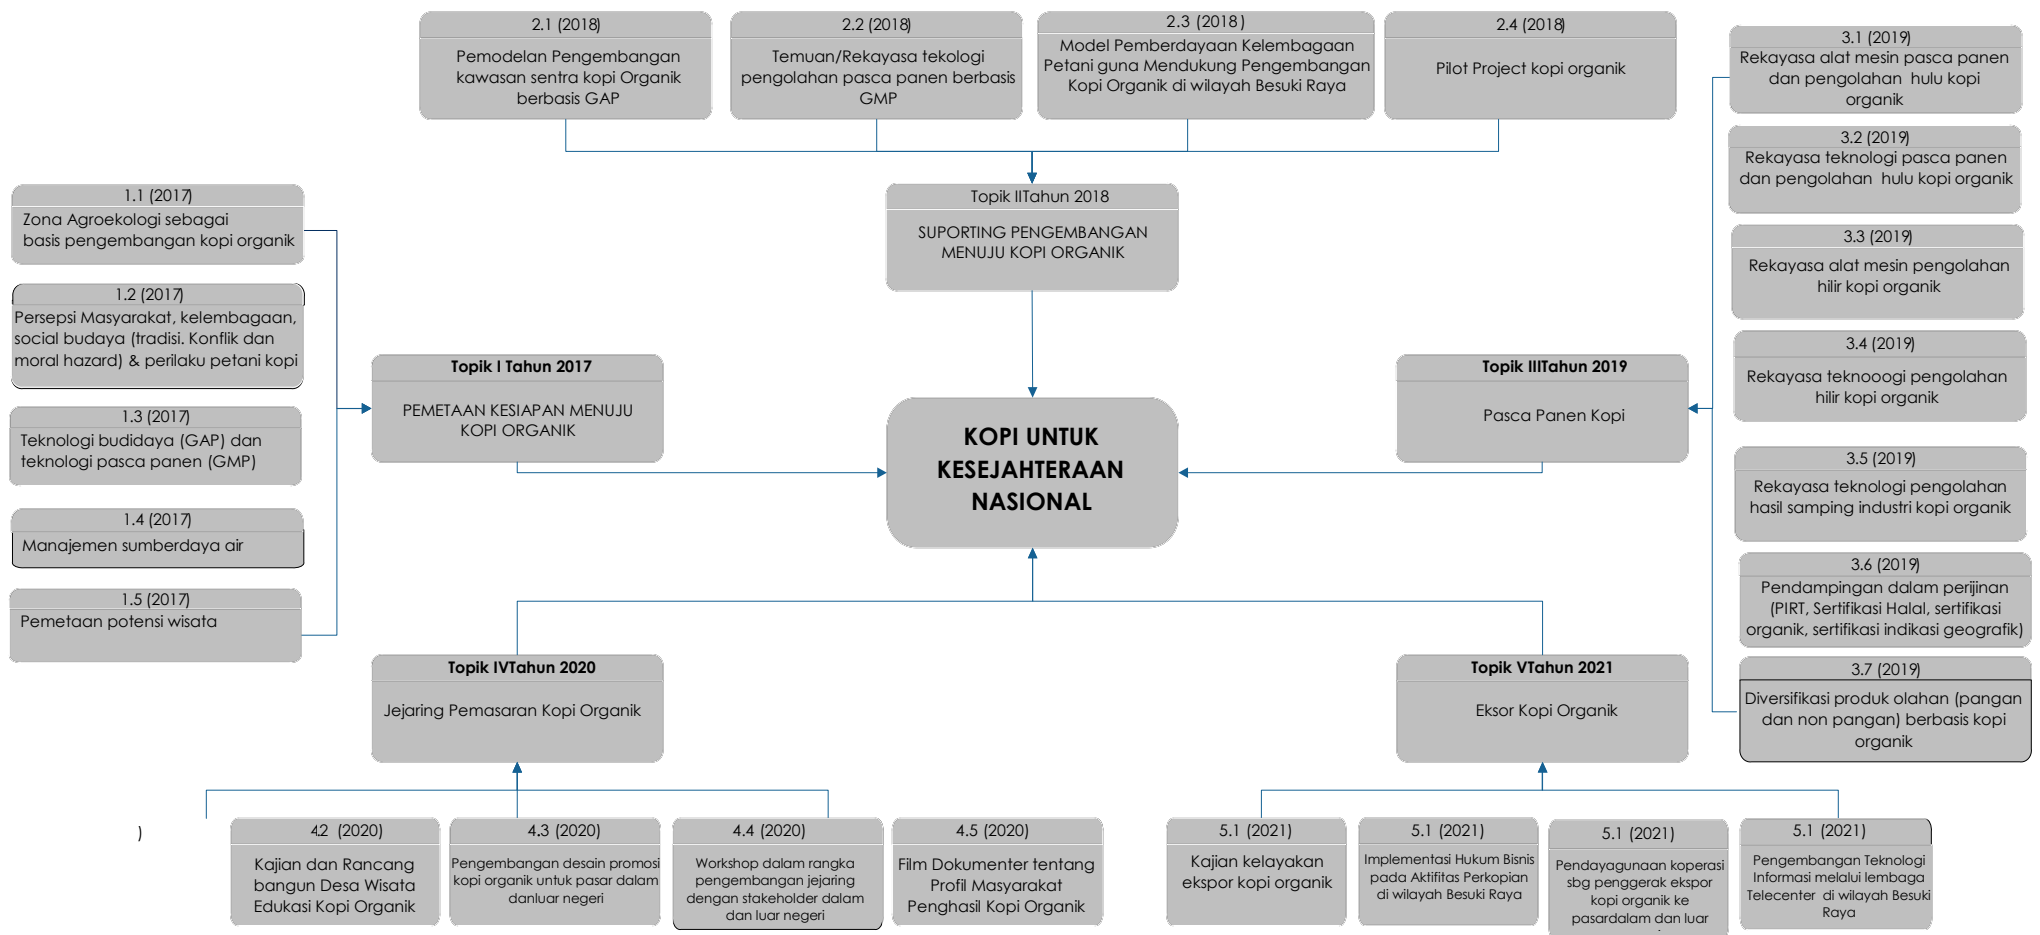 2.1 (2018)
Pemodelan Pengembangan
kawasan sentra kopi Organik
berbasis GAP
2.2 (2018)
Temuan/Rekayasa tekologi
pengolahan pasca panen berbasis
GMP
2.3 (2018)
Model Pemberdayaan Kelembagaan
Petani guna Mendukung Pengembangan
Kopi Organik di wilayah Besuki Raya
2.4 (2018)
Pilot Project kopi organik
Topik IITahun 2018
SUPORTING PENGEMBANGAN
MENUJU KOPI ORGANIK
1.1 (2017)
Zona Agroekologi sebagai
basis pengembangan kopi organik
1.2 (2017)
Persepsi Masyarakat, kelembagaan,
social budaya (tradisi. Konflik dan
moral hazard) & perilaku petani kopi
1.3 (2017)
Teknologi budidaya (GAP) dan
teknologi pasca panen (GMP)
1.4 (2017)
Manajemen sumberdaya air
1.5 (2017)
Pemetaan potensi wisata
Topik I Tahun 2017
PEMETAAN KESIAPAN MENUJU
KOPI ORGANIK
KOPI UNTUK
KESEJAHTERAAN
NASIONAL
Topik IIITahun 2019
Pasca Panen Kopi
3.1 (2019)
Rekayasa alat mesin pasca panen
dan pengolahan hulu kopi
organik
3.2 (2019)
Rekayasa teknologi pasca panen
dan pengolahan hulu kopi organik
3.3 (2019)
Rekayasa alat mesin pengolahan
hilir kopi organik
3.4 (2019)
Rekayasa teknooogi pengolahan
hilir kopi organik
3.5 (2019)
Rekayasa teknologi pengolahan
hasil samping industri kopi organik
3.6 (2019)
Pendampingan dalam perijinan
(PIRT, Sertifikasi Halal, sertifikasi
organik, sertifikasi indikasi geografik)
3.7 (2019)
Diversifikasi produk olahan (pangan
dan non pangan) berbasis kopi
organik
Topik IVTahun 2020
Jejaring Pemasaran Kopi Organik
Topik VTahun 2021
Eksor Kopi Organik
)
4.2 (2020)
Kajian dan Rancang
bangun Desa Wisata
Edukasi Kopi Organik
4.3 (2020)
Pengembangan desain promosi
kopi organik untuk pasar dalam
danluar negeri
4.4 (2020)
Workshop dalam rangka
pengembangan jejaring
dengan stakeholder dalam
dan luar negeri
4.5 (2020)
Film Dokumenter tentang
Profil Masyarakat
Penghasil Kopi Organik
5.1 (2021)
Kajian kelayakan
ekspor kopi organik
5.1 (2021)
Implementasi Hukum Bisnis
pada Aktifitas Perkopian
di wilayah Besuki Raya
5.1 (2021)
Pendayagunaan koperasi
sbg penggerak ekspor
kopi organik ke
pasardalam dan luar
5.1 (2021)
Pengembangan Teknologi
Informasi melalui lembaga
Telecenter di wilayah Besuki
Raya